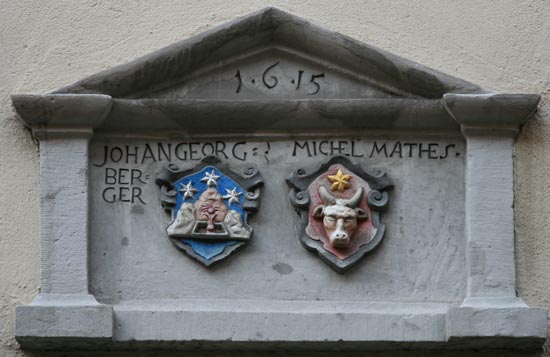 1·6·15
JOHANGEORG=? MICHEL MATHES.
BER=
GER